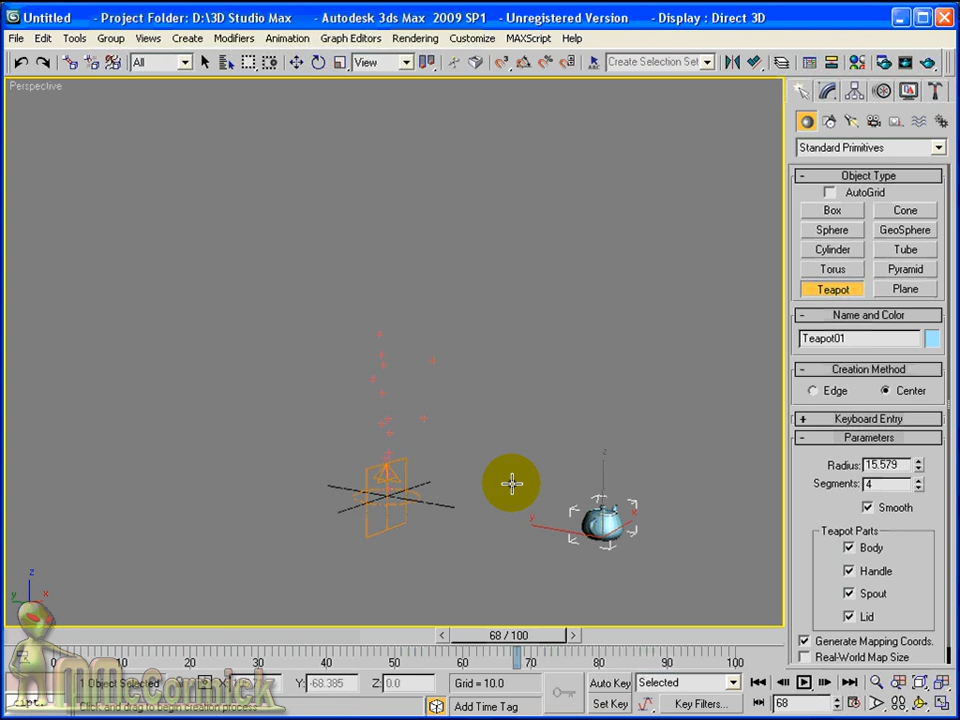 Untitled - Project Folder: D:\3D Studio Max - Autodesk 3ds Max 2009 SP1 - Unregistered Version - Display : Direct 3D
File Edit Tools Group Views Create Modifiers Animation Graph Editors Rendering Customize MAXScript Help
All View Create Selection Set
Perspective
Standard Primitives
- Object Type
AutoGrid
Box Cone
Sphere GeoSphere
Cylinder Tube
Torus Pyramid
Teapot Plane
- Name and Color
Teapot01
- Creation Method
Edge Center
+ Keyboard Entry
- Parameters
Radius: 15.579
Segments: 4
Smooth
Teapot Parts
Body
Handle
Spout
Lid
Generate Mapping Coords.
Real-World Map Size
z
y x
z
y x
< 68 / 100 >
0 10 20 30 40 50 60 70 80 90 100
1 Object Selected Y: -68.385 Z: 0.0 Grid = 10.0 Auto Key Selected
Click and drag to begin creation process Add Time Tag Set Key Key Filters... 68
MMcCormick